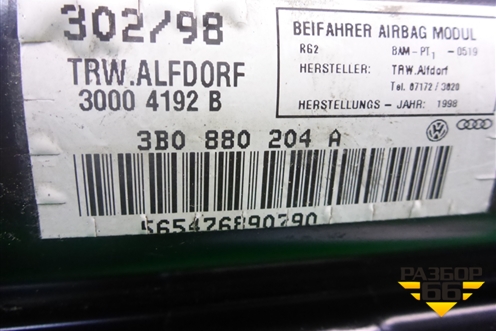 302/98
TRW.ALFDORF
3000 4192 B
BEIFAHRER AIRBAG MODUL
RG2 BAM-PT1-0519
HERSTELLER: TRW.Alfdorf
Tel. 07172/3020
HERSTELLUNGS-JAHR: 1998
3B0 880 204 A
565476890790
РАЗБОР
66